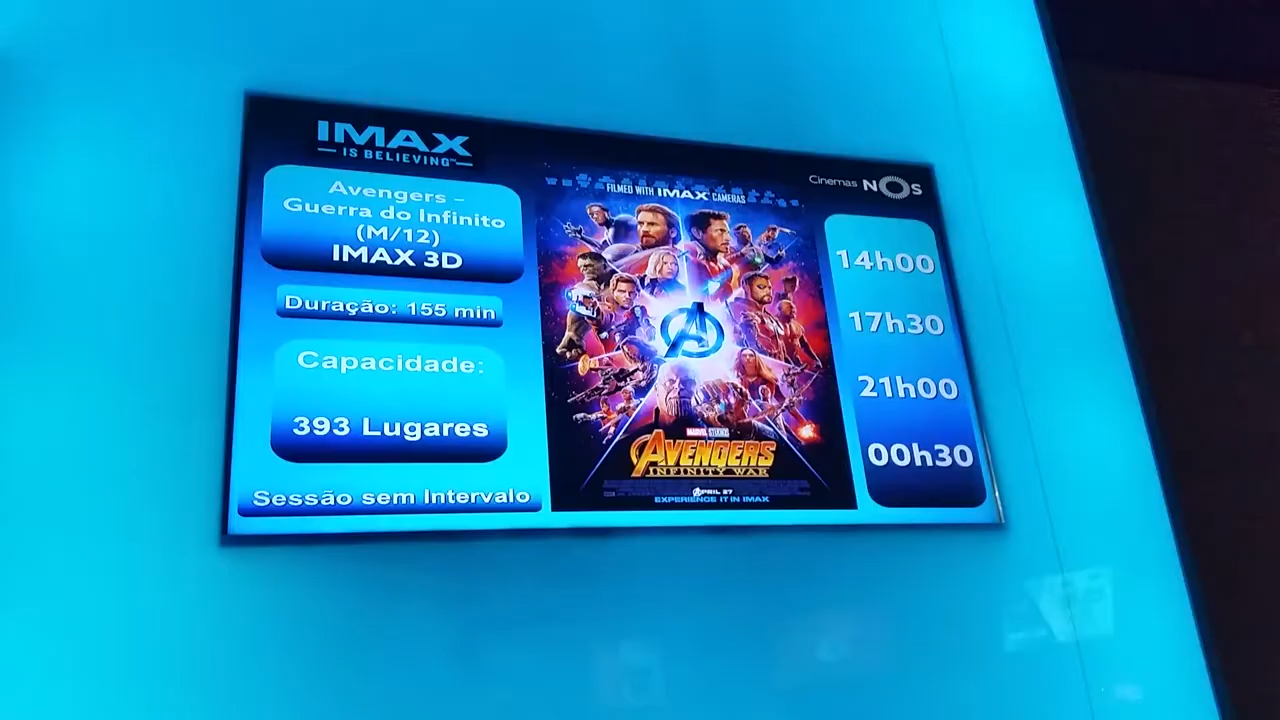 IMAX
IS BELIEVING
Avengers –
Guerra do Infinito
(M/12)
IMAX 3D
Duração: 155 min
Capacidade:
393 Lugares
Sessão sem Intervalo
FILMED WITH IMAX CAMERAS
MARVEL STUDIOS
AVENGERS
INFINITY WAR
APRIL 27
EXPERIENCE IT IN IMAX
Cinemas NOS
14h00
17h30
21h00
00h30